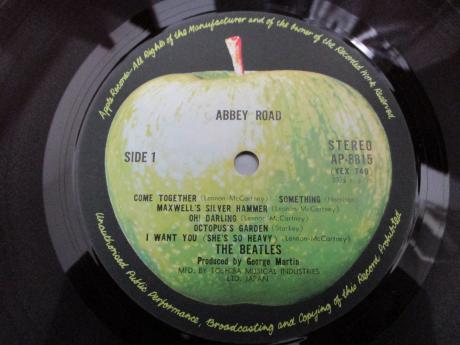 Apple Records-All Rights of the Manufacturer and of the Owner of the Recorded Work Reserved
ABBEY ROAD
SIDE 1
STEREO
AP-8815
(YEX 749)
COME TOGETHER (Lennon-McCartney) SOMETHING (Harrison)
MAXWELL'S SILVER HAMMER (Lennon-McCartney)
OH! DARLING (Lennon-McCartney)
OCTOPUS'S GARDEN (Starkey)
I WANT YOU (SHE'S SO HEAVY) (Lennon-McCartney)
THE BEATLES
Produced by George Martin
MFD. BY TOSHIBA MUSICAL INDUSTRIES
LTD. JAPAN
Unauthorised Public Performance, Broadcasting and Copying of this Record Prohibited